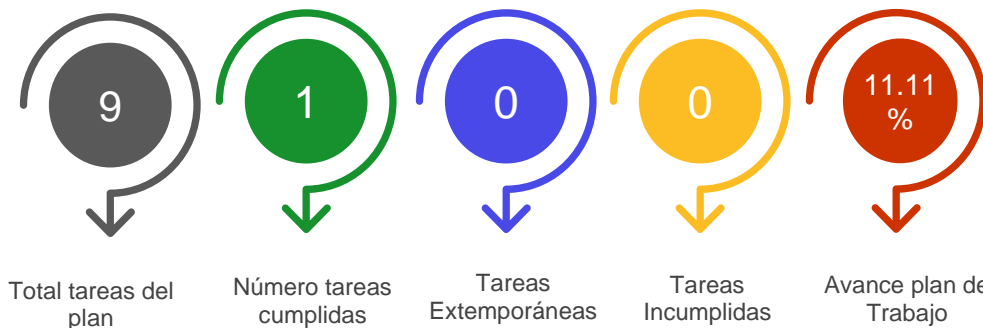 9
1
0
0
11.11
%
Total tareas del
plan
Número tareas
cumplidas
Tareas
Extemporáneas
Tareas
Incumplidas
Avance plan de
Trabajo